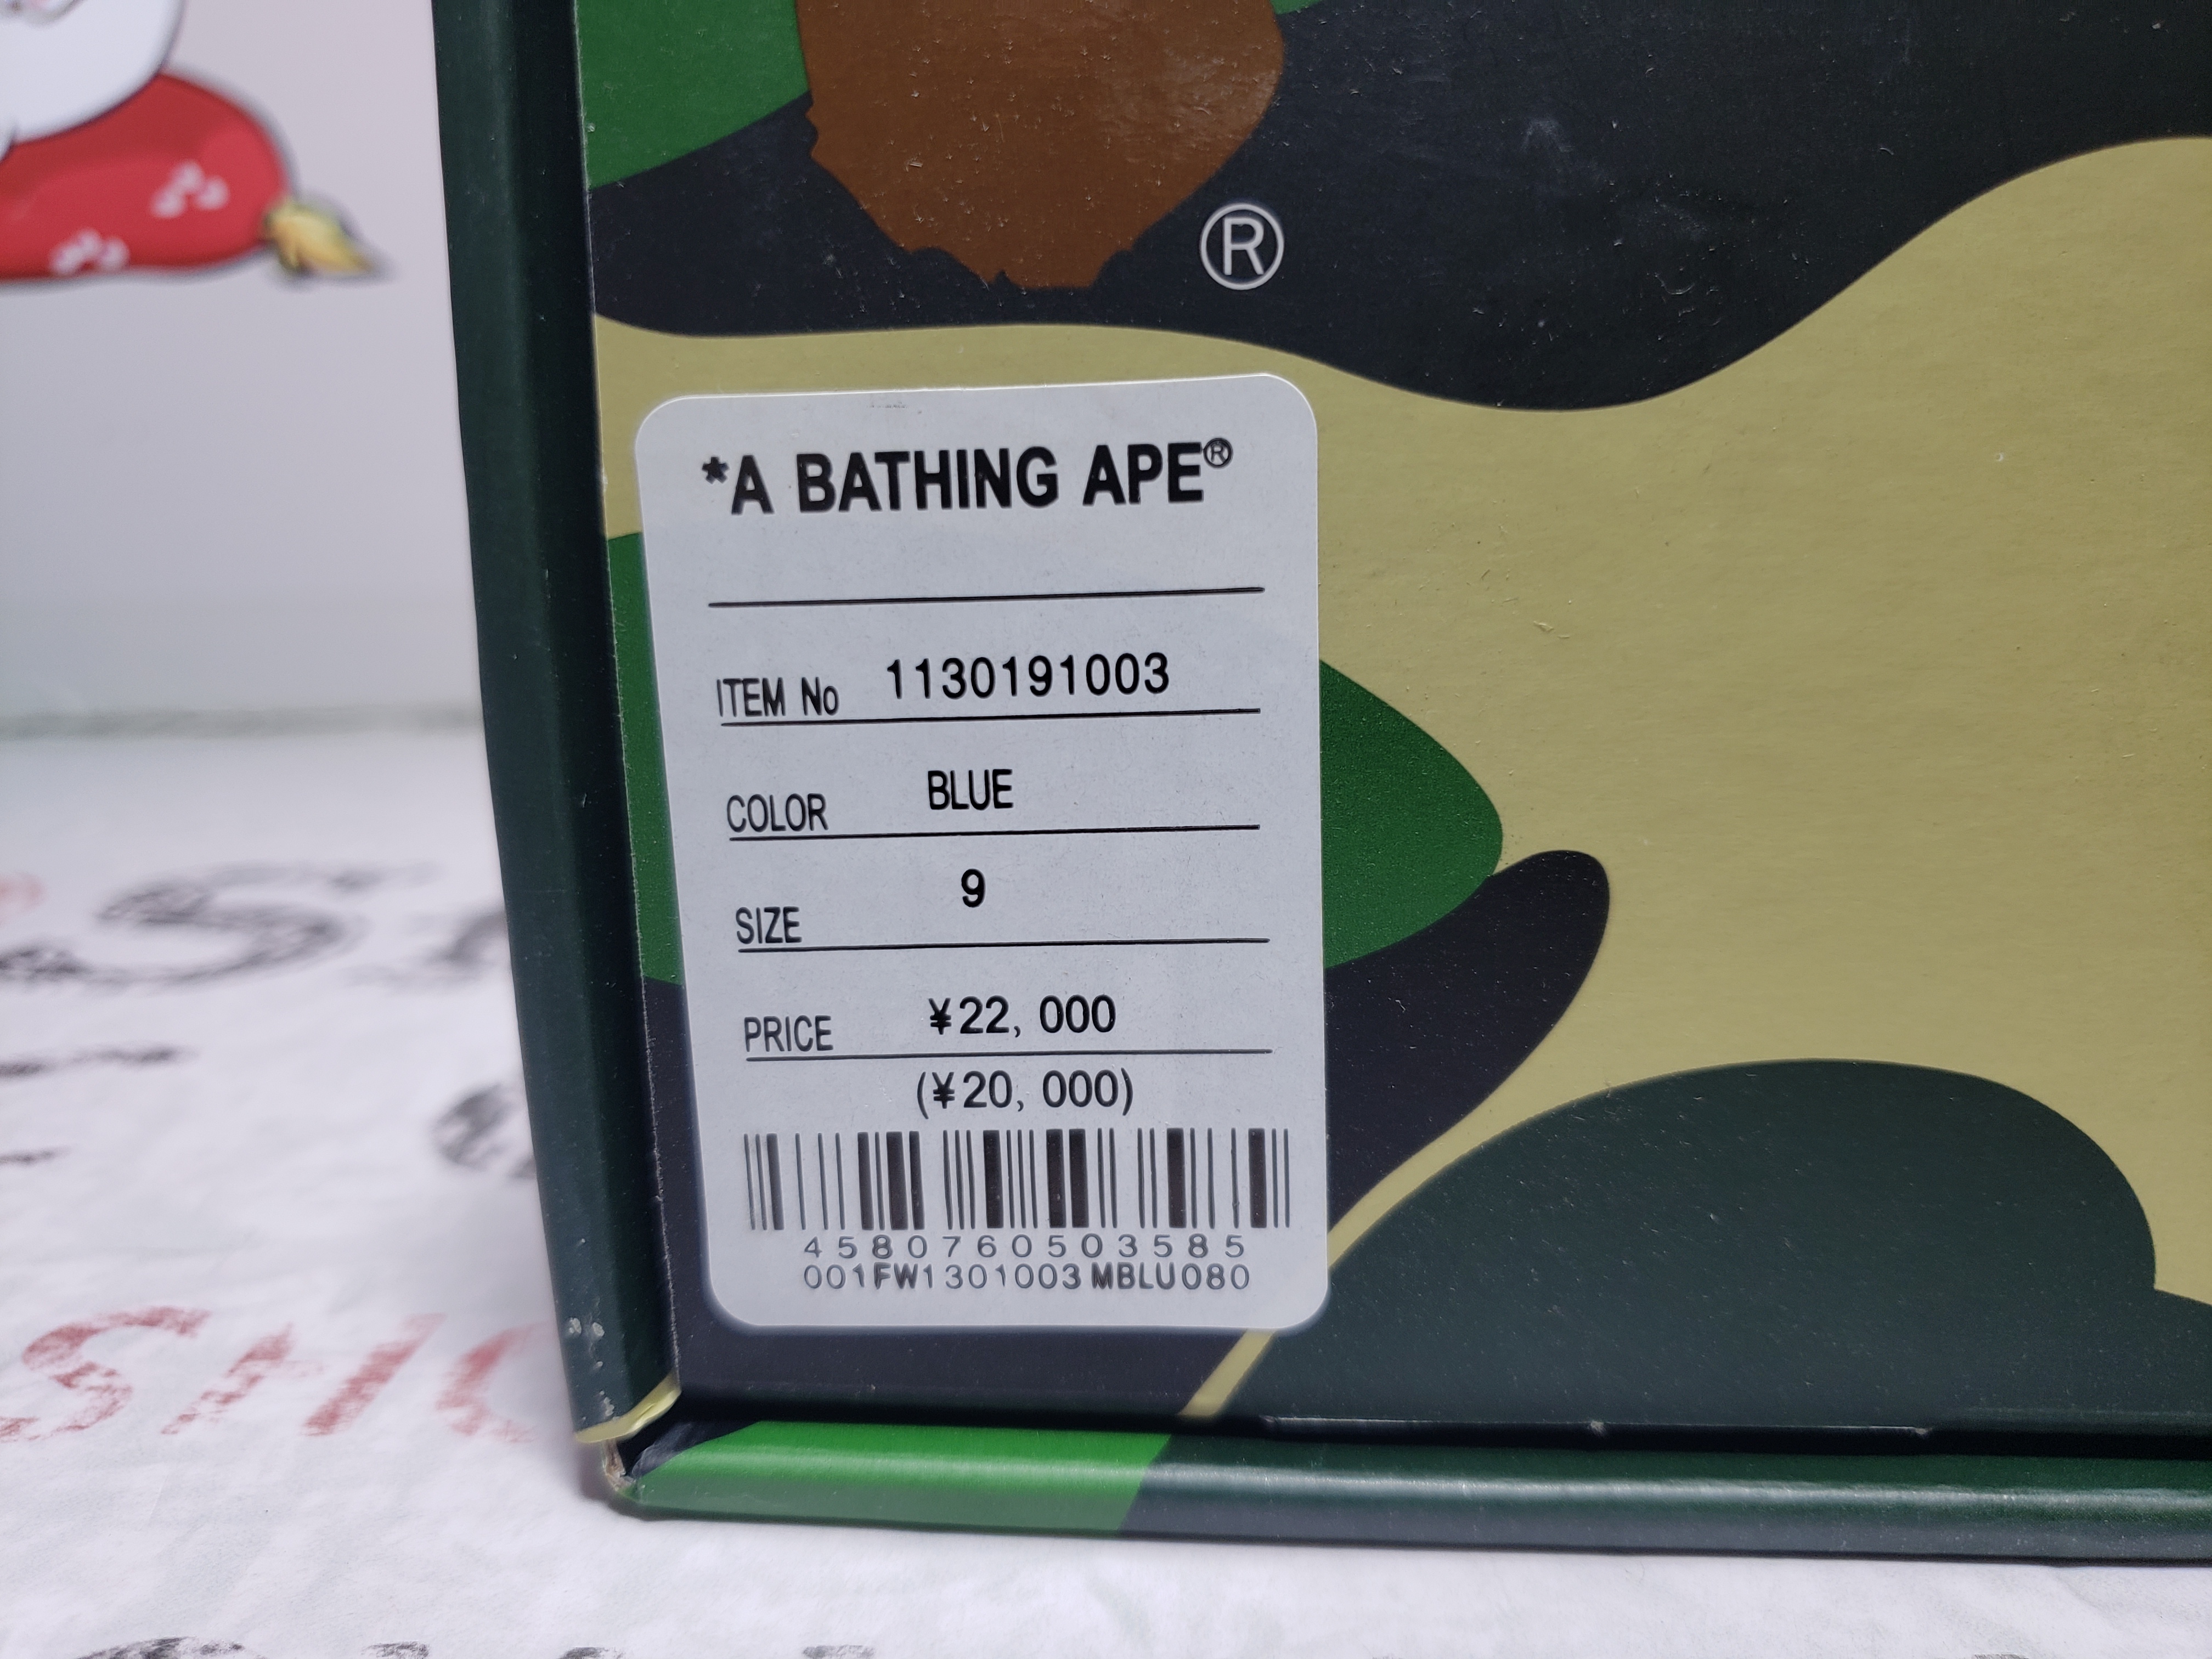 ®
*A BATHING APE®
ITEM No 1130191003
COLOR BLUE
SIZE 9
PRICE ¥22, 000
(¥20, 000)
4580760503585
001FW1301003MBLU080